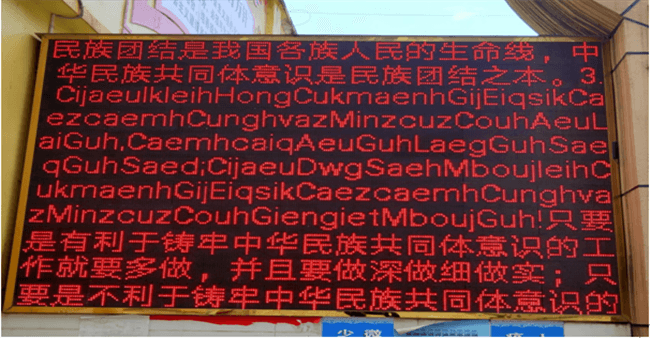 民族团结是我国各族人民的生命线，中
华民族共同体意识是民族团结之本。3.
CijaeuIkleihHongCukmaenhGijEiqsikCa
ezcaemhCunghvazMinzcuzCouhAeuL
aiGuh,CaemhcaiqAeuGuhLaegGuhSae
qGuhSaed;CijaeuDwgSaehMboujleihC
ukmaenhGijEiqsikCaezcaemhCunghva
zMinzcuzCouhGiengietMboujGuh!只要
是有利于铸牢中华民族共同体意识的工
作就要多做，并且要做深做细做实；只
要是不利于铸牢中华民族共同体意识的